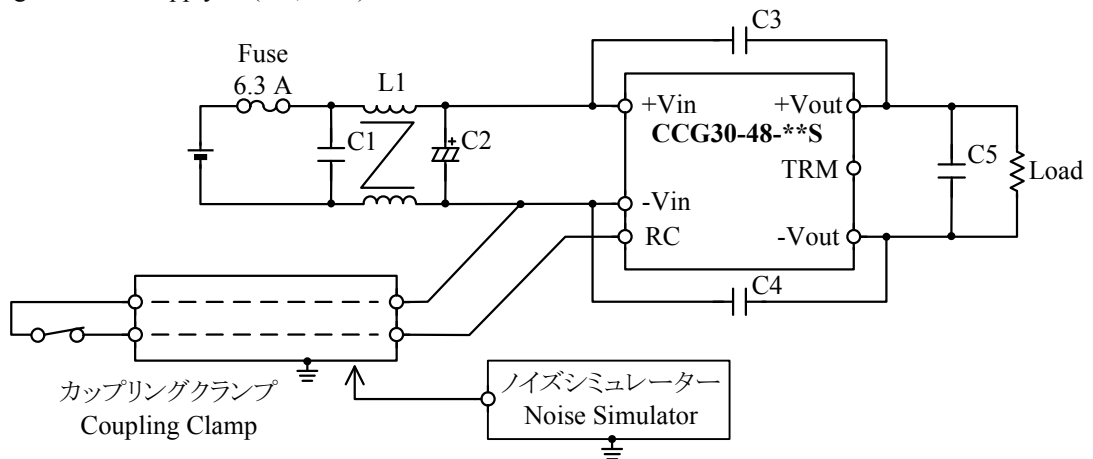 C3
Fuse
6.3 A
L1
+Vin
+Vout
CCG30-48-**S
C1
+
C2
C5
TRM
Load
-Vin
RC
-Vout
C4
カップリングクランプ
Coupling Clamp
ノイズシミュレーター
Noise Simulator